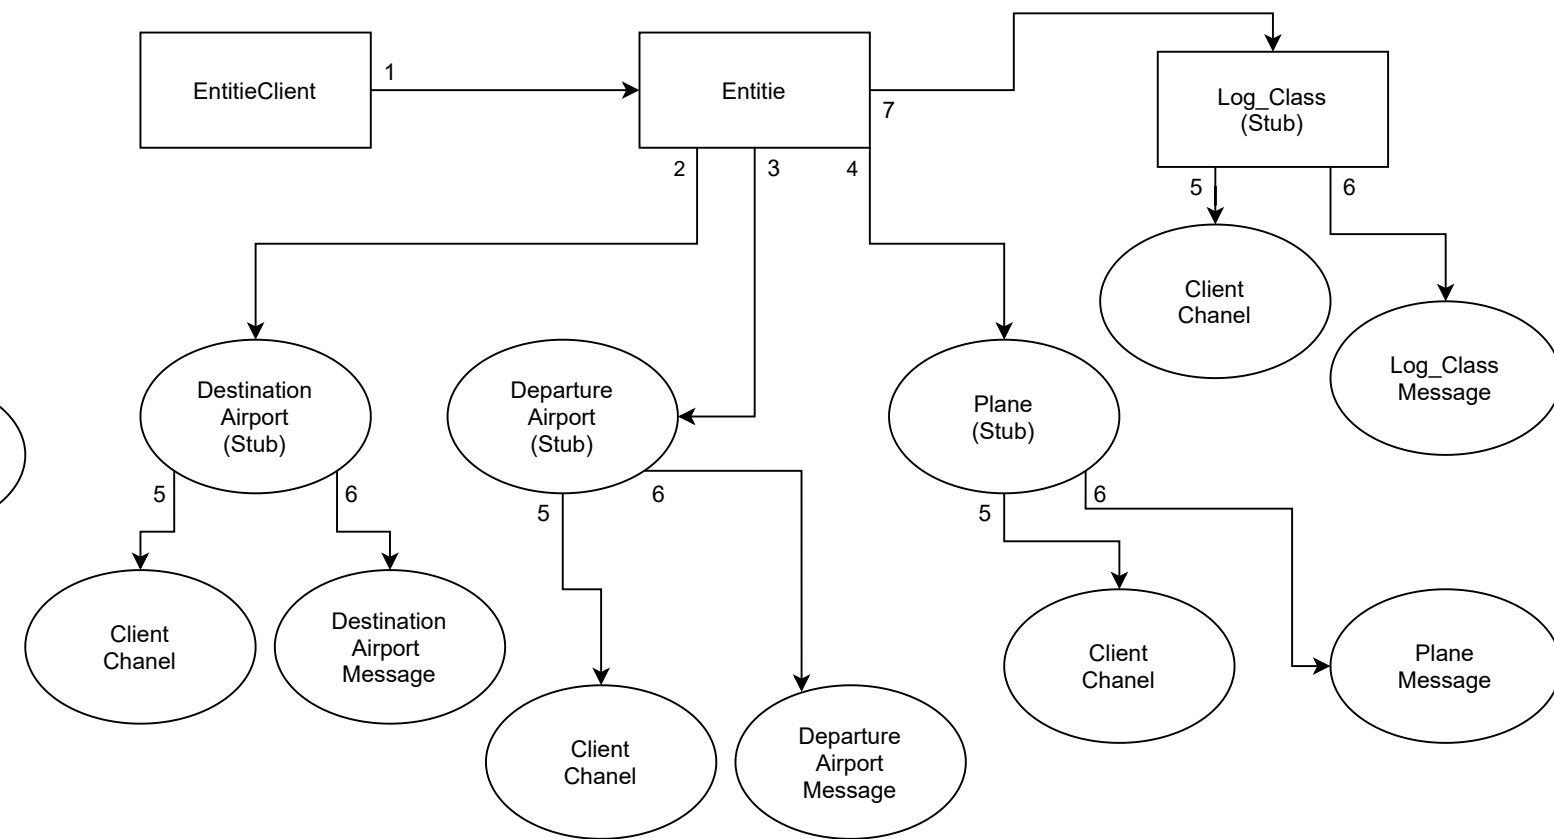 EntitieClient
1
Entitie
7
Log_Class
(Stub)
2
3
4
5
6
Client
Chanel
Log_Class
Message
Destination
Airport
(Stub)
Departure
Airport
(Stub)
Plane
(Stub)
5
6
5
6
5
6
Client
Chanel
Destination
Airport
Message
Client
Chanel
Departure
Airport
Message
Client
Chanel
Plane
Message